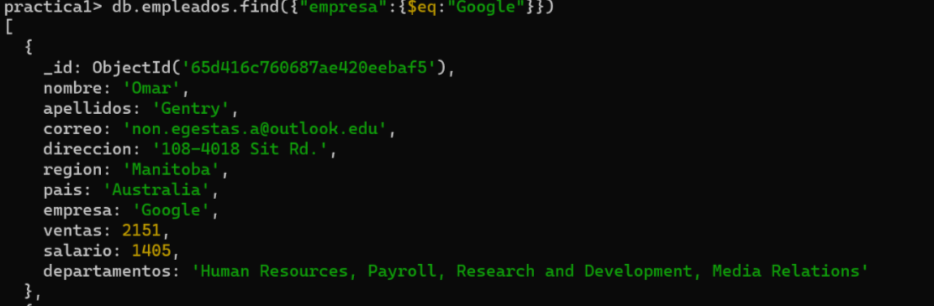 practica1> db.empleados.find({"empresa":{$eq:"Google"}})
[
  {
    _id: ObjectId('65d416c760687ae420eebaf5'),
    nombre: 'Omar',
    apellidos: 'Gentry',
    correo: 'non.egestas.a@outlook.edu',
    direccion: '108-4018 Sit Rd.',
    region: 'Manitoba',
    pais: 'Australia',
    empresa: 'Google',
    ventas: 2151,
    salario: 1405,
    departamentos: 'Human Resources, Payroll, Research and Development, Media Relations'
  },